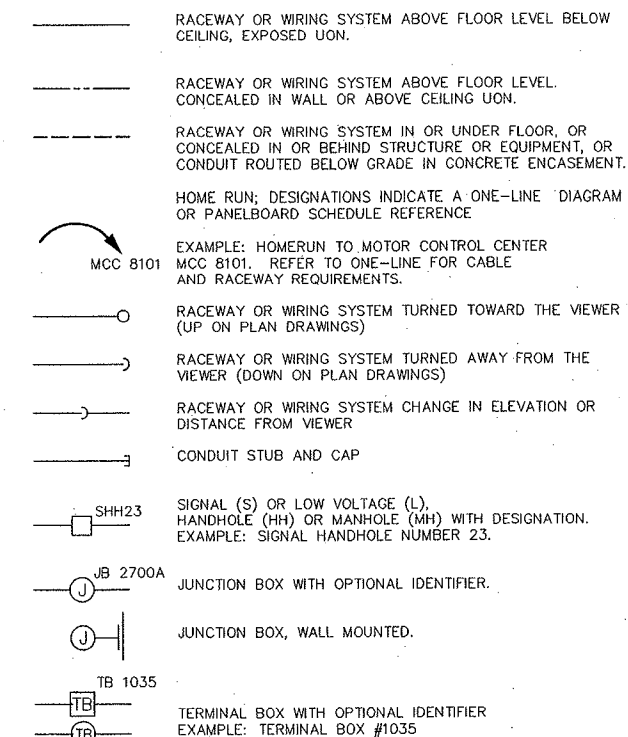 RACEWAY OR WIRING SYSTEM ABOVE FLOOR LEVEL BELOW
CEILING, EXPOSED UON.
RACEWAY OR WIRING SYSTEM ABOVE FLOOR LEVEL.
CONCEALED IN WALL OR ABOVE CEILING UON.
RACEWAY OR WIRING SYSTEM IN OR UNDER FLOOR, OR
CONCEALED IN OR BEHIND STRUCTURE OR EQUIPMENT, OR
CONDUIT ROUTED BELOW GRADE IN CONCRETE ENCASEMENT.
HOME RUN; DESIGNATIONS INDICATE A ONE-LINE DIAGRAM
OR PANELBOARD SCHEDULE REFERENCE
EXAMPLE: HOMERUN TO MOTOR CONTROL CENTER
MCC 8101 MCC 8101. REFER TO ONE-LINE FOR CABLE
AND RACEWAY REQUIREMENTS.
RACEWAY OR WIRING SYSTEM TURNED TOWARD THE VIEWER
(UP ON PLAN DRAWINGS)
RACEWAY OR WIRING SYSTEM TURNED AWAY FROM THE
VIEWER (DOWN ON PLAN DRAWINGS)
RACEWAY OR WIRING SYSTEM CHANGE IN ELEVATION OR
DISTANCE FROM VIEWER
CONDUIT STUB AND CAP
SHH23
SIGNAL (S) OR LOW VOLTAGE (L),
HANDHOLE (HH) OR MANHOLE (MH) WITH DESIGNATION.
EXAMPLE: SIGNAL HANDHOLE NUMBER 23.
JB 2700A
J JUNCTION BOX WITH OPTIONAL IDENTIFIER.
J JUNCTION BOX, WALL MOUNTED.
TB 1035
TB
TERMINAL BOX WITH OPTIONAL IDENTIFIER
TB EXAMPLE: TERMINAL BOX #1035